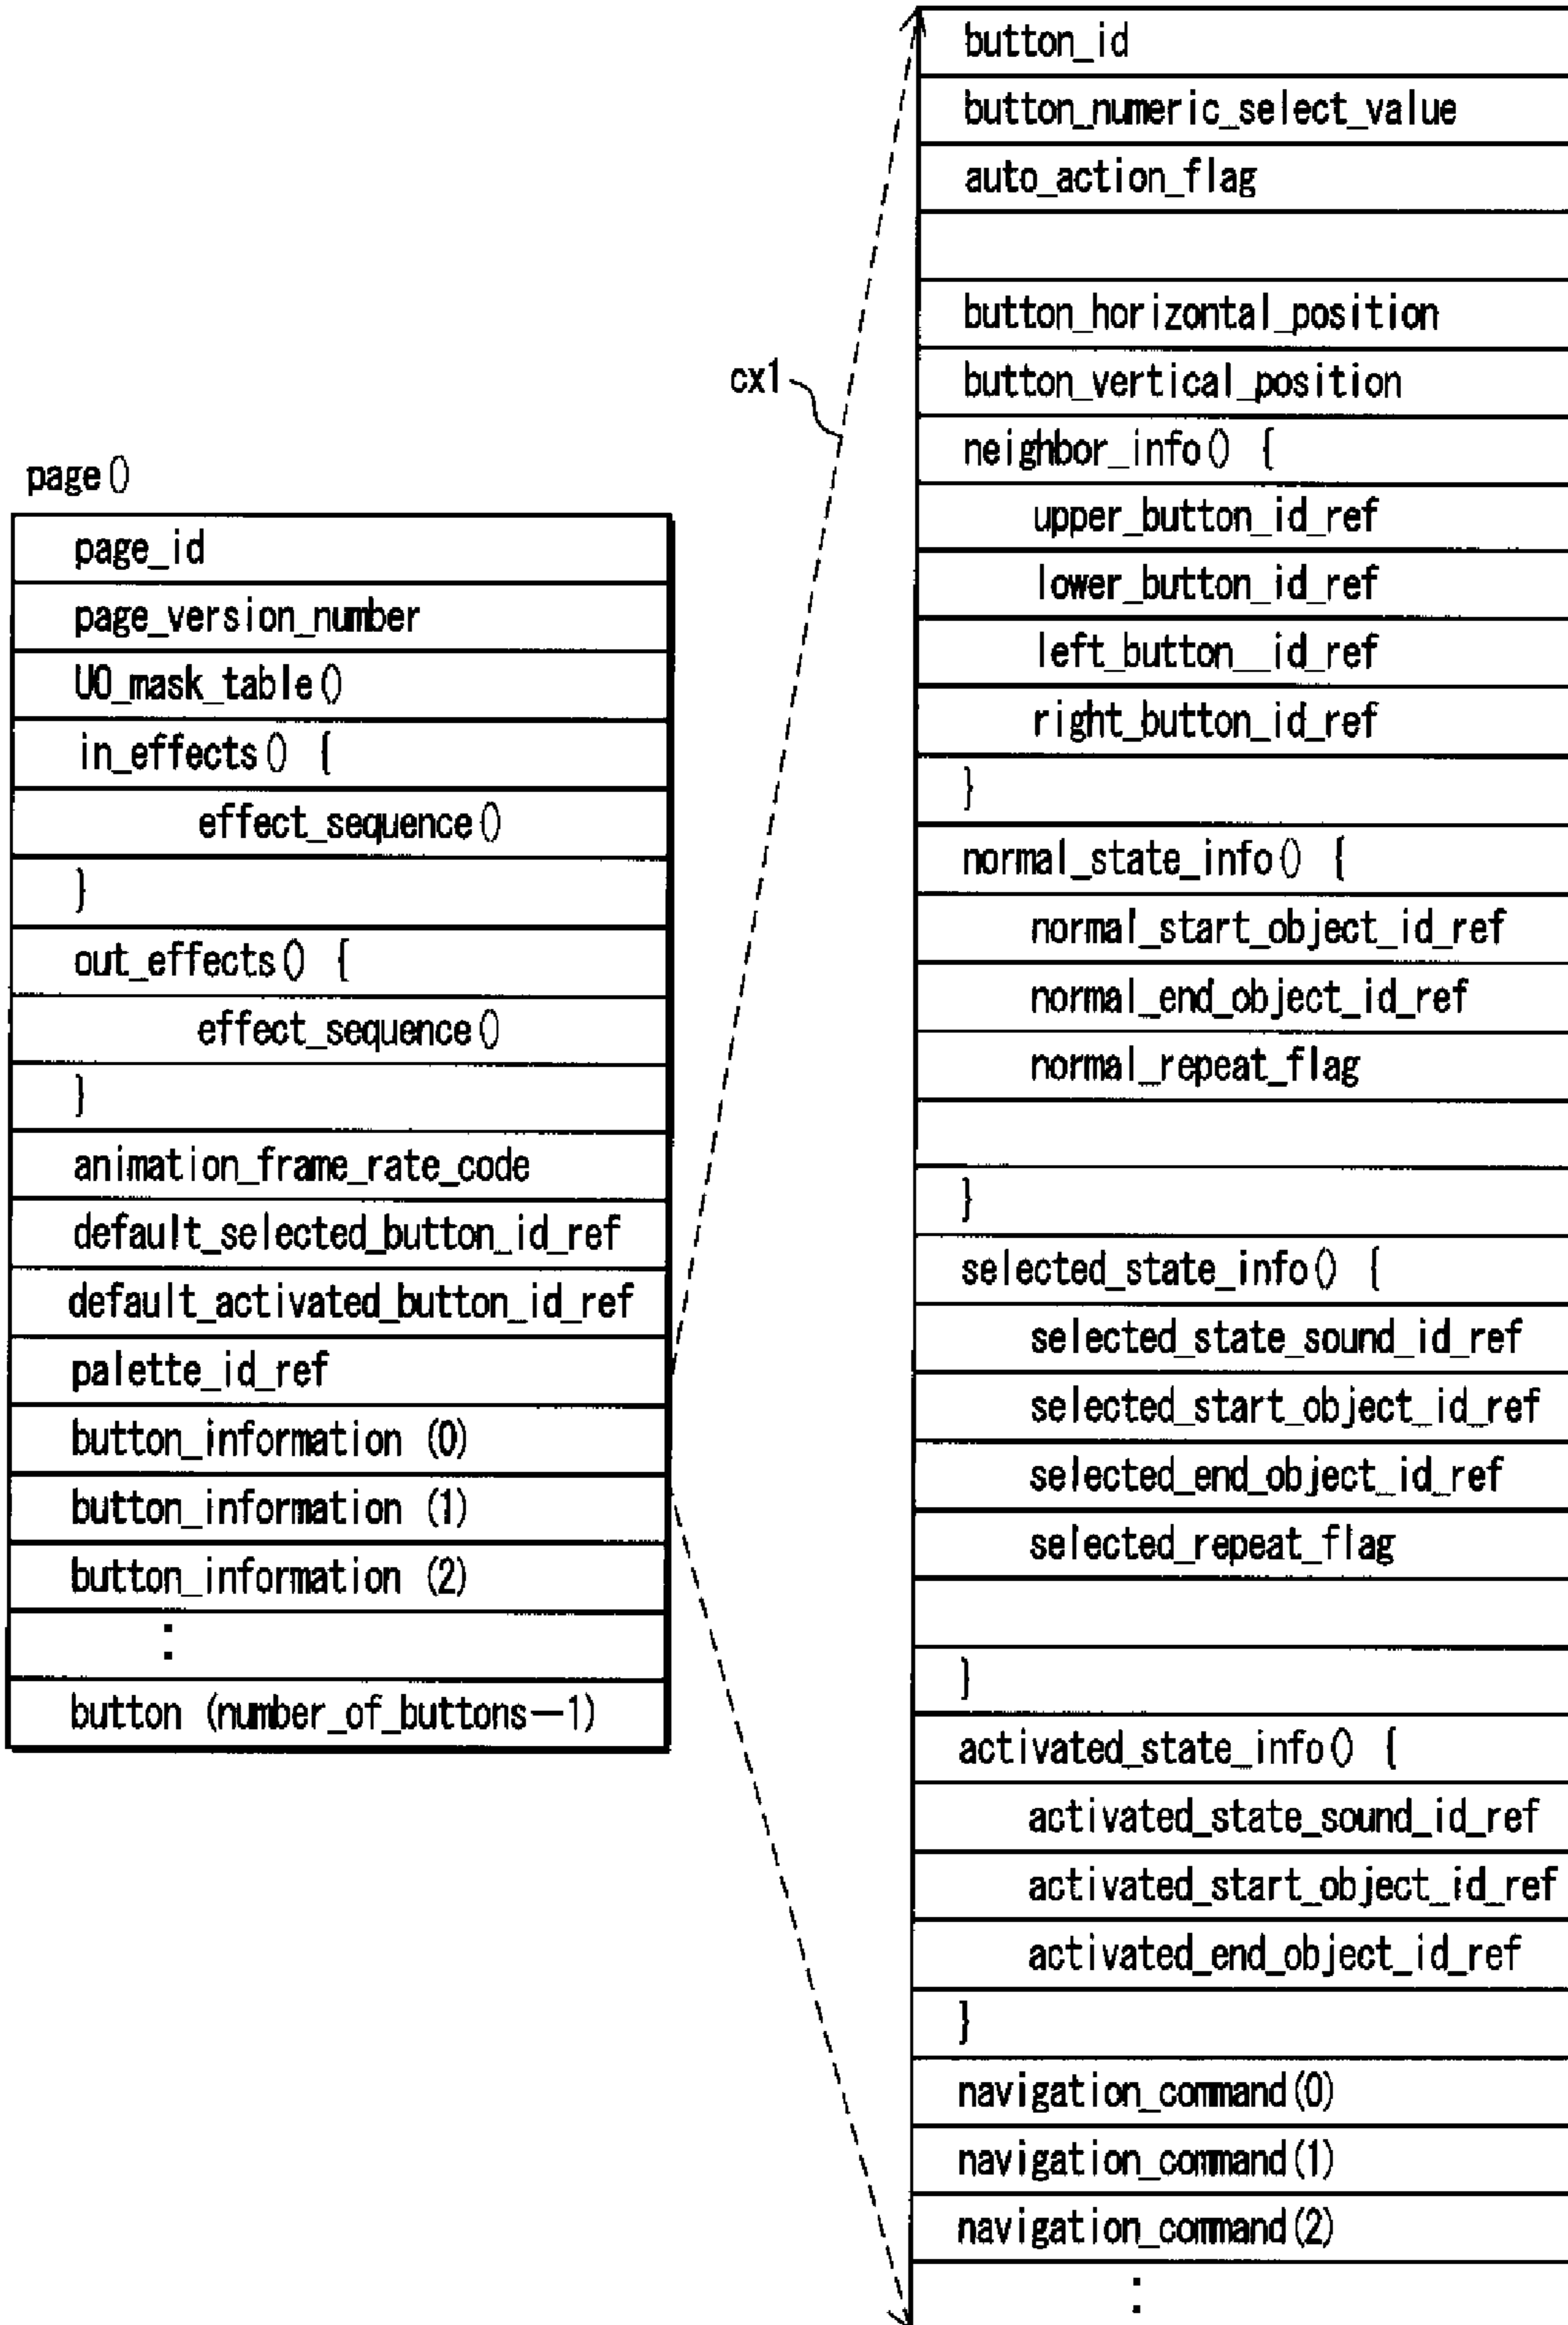 page()
page_id
page_version_number
UO_mask_table()
in_effects() {
effect_sequence()
}
out_effects() {
effect_sequence()
}
animation_frame_rate_code
default_selected_button_id_ref
default_activated_button_id_ref
palette_id_ref
button_information (0)
button_information (1)
button_information (2)
:
button (number_of_buttons—1)
cx1
button_id
button_numeric_select_value
auto_action_flag
button_horizontal_position
button_vertical_position
neighbor_info() {
upper_button_id_ref
lower_button_id_ref
left_button__id_ref
right_button_id_ref
}
normal_state_info() {
normal_start_object_id_ref
normal_end_object_id_ref
normal_repeat_flag
}
selected_state_info() {
selected_state_sound_id_ref
selected_start_object_id_ref
selected_end_object_id_ref
selected_repeat_flag
}
activated_state_info() {
activated_state_sound_id_ref
activated_start_object_id_ref
activated_end_object_id_ref
}
navigation_command(0)
navigation_command(1)
navigation_command(2)
: